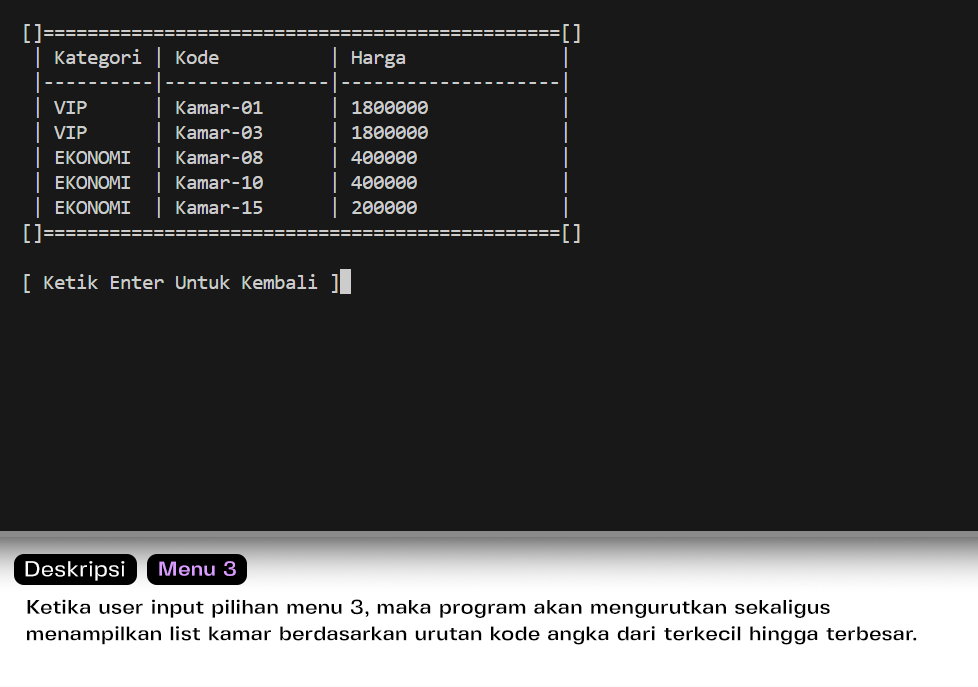 []===============================================[]
| Kategori | Kode          | Harga              |
|----------|---------------|--------------------|
| VIP      | Kamar-01      | 1800000            |
| VIP      | Kamar-03      | 1800000            |
| EKONOMI  | Kamar-08      | 400000             |
| EKONOMI  | Kamar-10      | 400000             |
| EKONOMI  | Kamar-15      | 200000             |
[]===============================================[]
[ Ketik Enter Untuk Kembali ]
Deskripsi Menu 3
Ketika user input pilihan menu 3, maka program akan mengurutkan sekaligus
menampilkan list kamar berdasarkan urutan kode angka dari terkecil hingga terbesar.